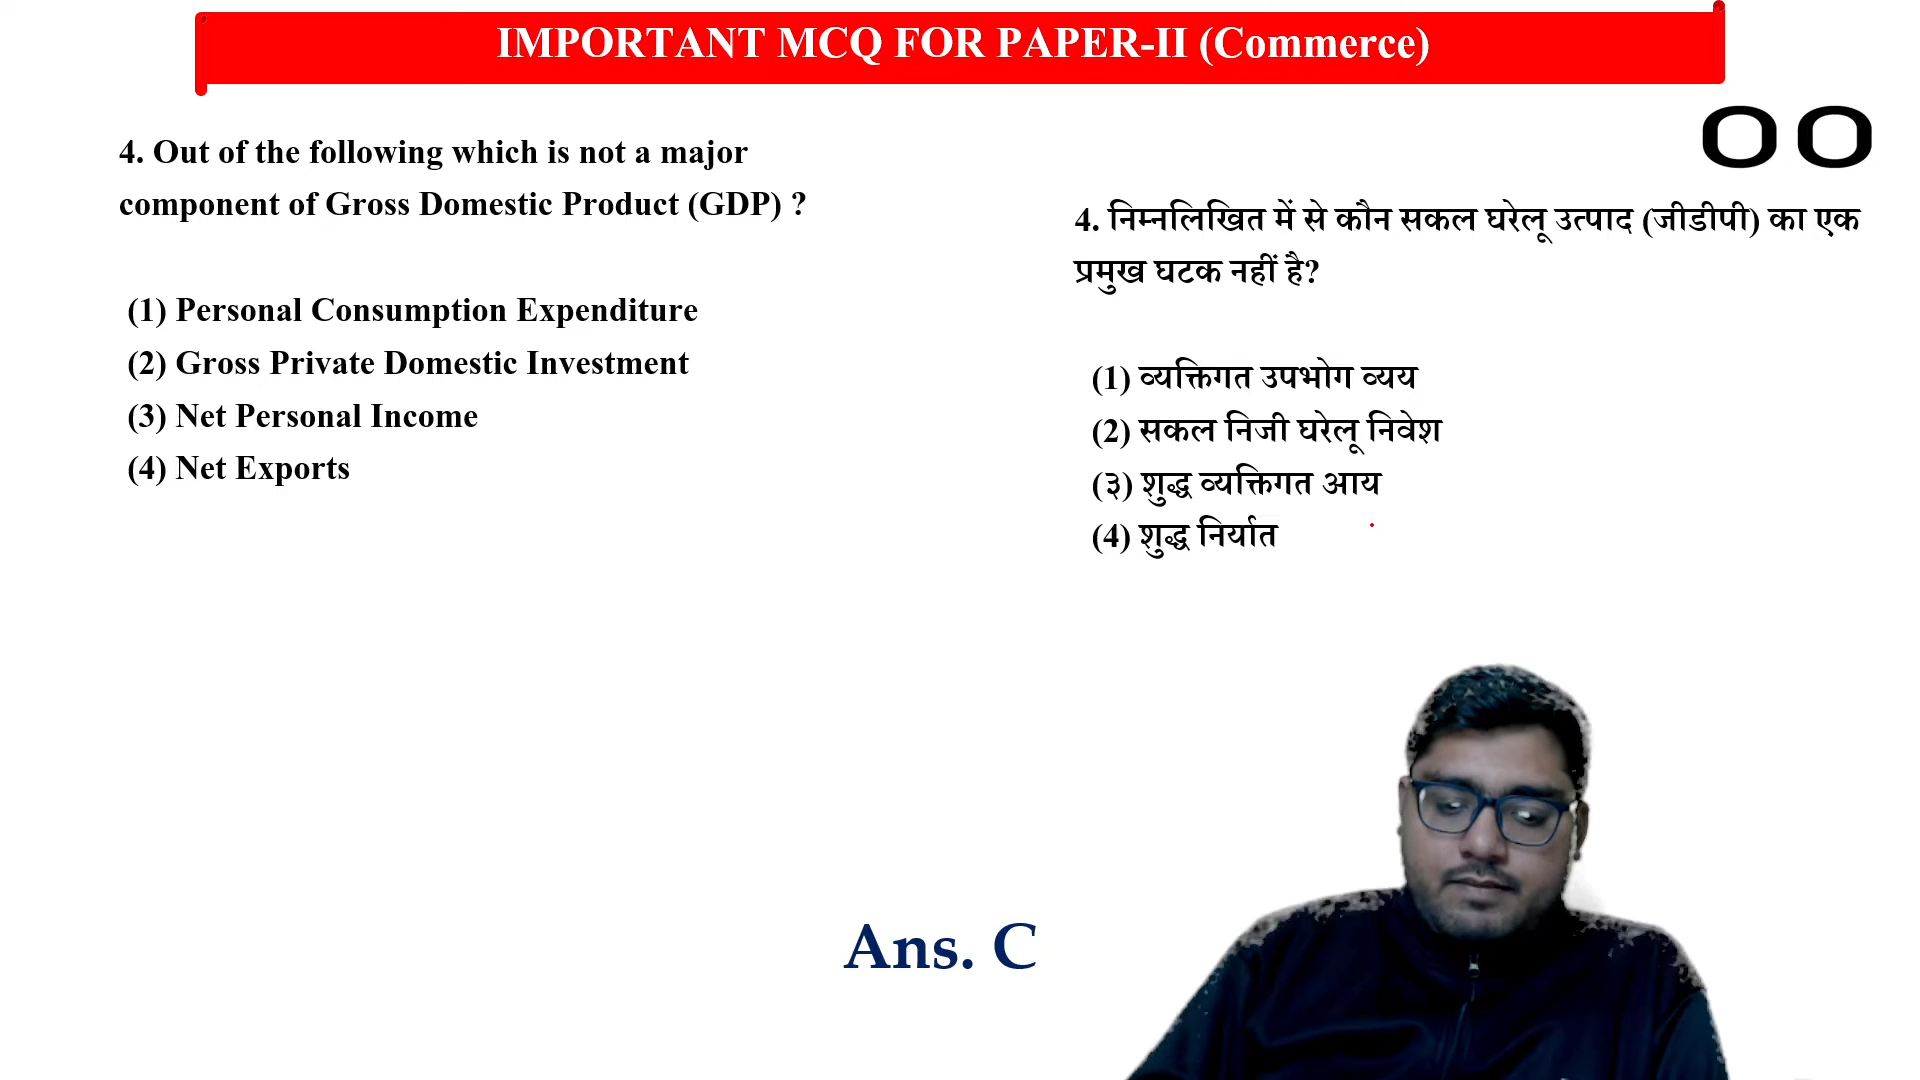 IMPORTANT MCQ FOR PAPER-II (Commerce)
00
4. Out of the following which is not a major
component of Gross Domestic Product (GDP) ?
(1) Personal Consumption Expenditure
(2) Gross Private Domestic Investment
(3) Net Personal Income
(4) Net Exports
4. निम्नलिखित में से कौन सकल घरेलू उत्पाद (जीडीपी) का एक
प्रमुख घटक नहीं है?
(1) व्यक्तिगत उपभोग व्यय
(2) सकल निजी घरेलू निवेश
(३) शुद्ध व्यक्तिगत आय
(4) शुद्ध निर्यात
Ans. C